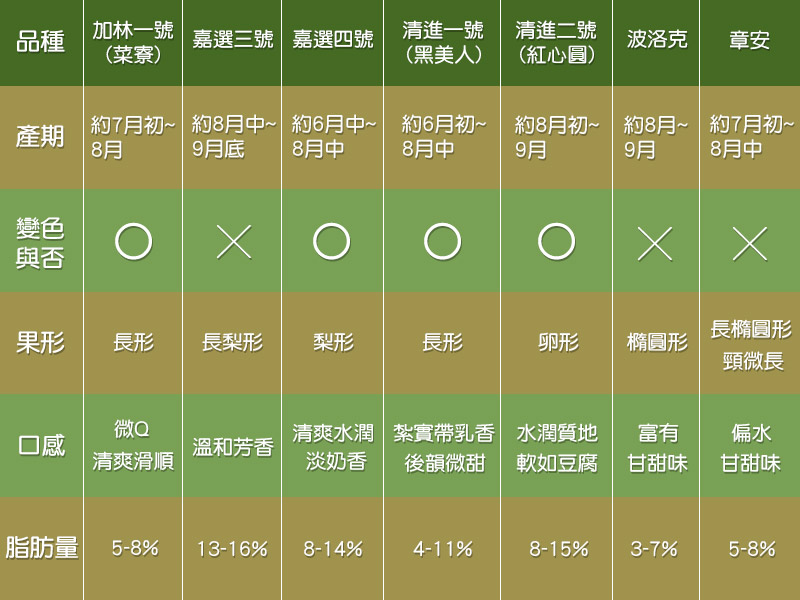 品種
加林一號
（菜寮）
嘉選三號
嘉選四號
清進一號
（黑美人）
清進二號
（紅心圓）
波洛克
章安
產期
約7月初~
8月
約8月中~
9月底
約6月中~
8月中
約6月初~
8月中
約8月初~
9月
約8月~
9月
約7月初~
8月中
變色
與否
○
×
○
○
○
×
×
果形
長形
長梨形
梨形
長形
卵形
橢圓形
長橢圓形
頸微長
口感
微Q
清爽滑順
溫和芳香
清爽水潤
淡奶香
紮實帶乳香
後韻微甜
水潤質地
軟如豆腐
富有
甘甜味
偏水
甘甜味
脂肪量
5-8%
13-16%
8-14%
4-11%
8-15%
3-7%
5-8%